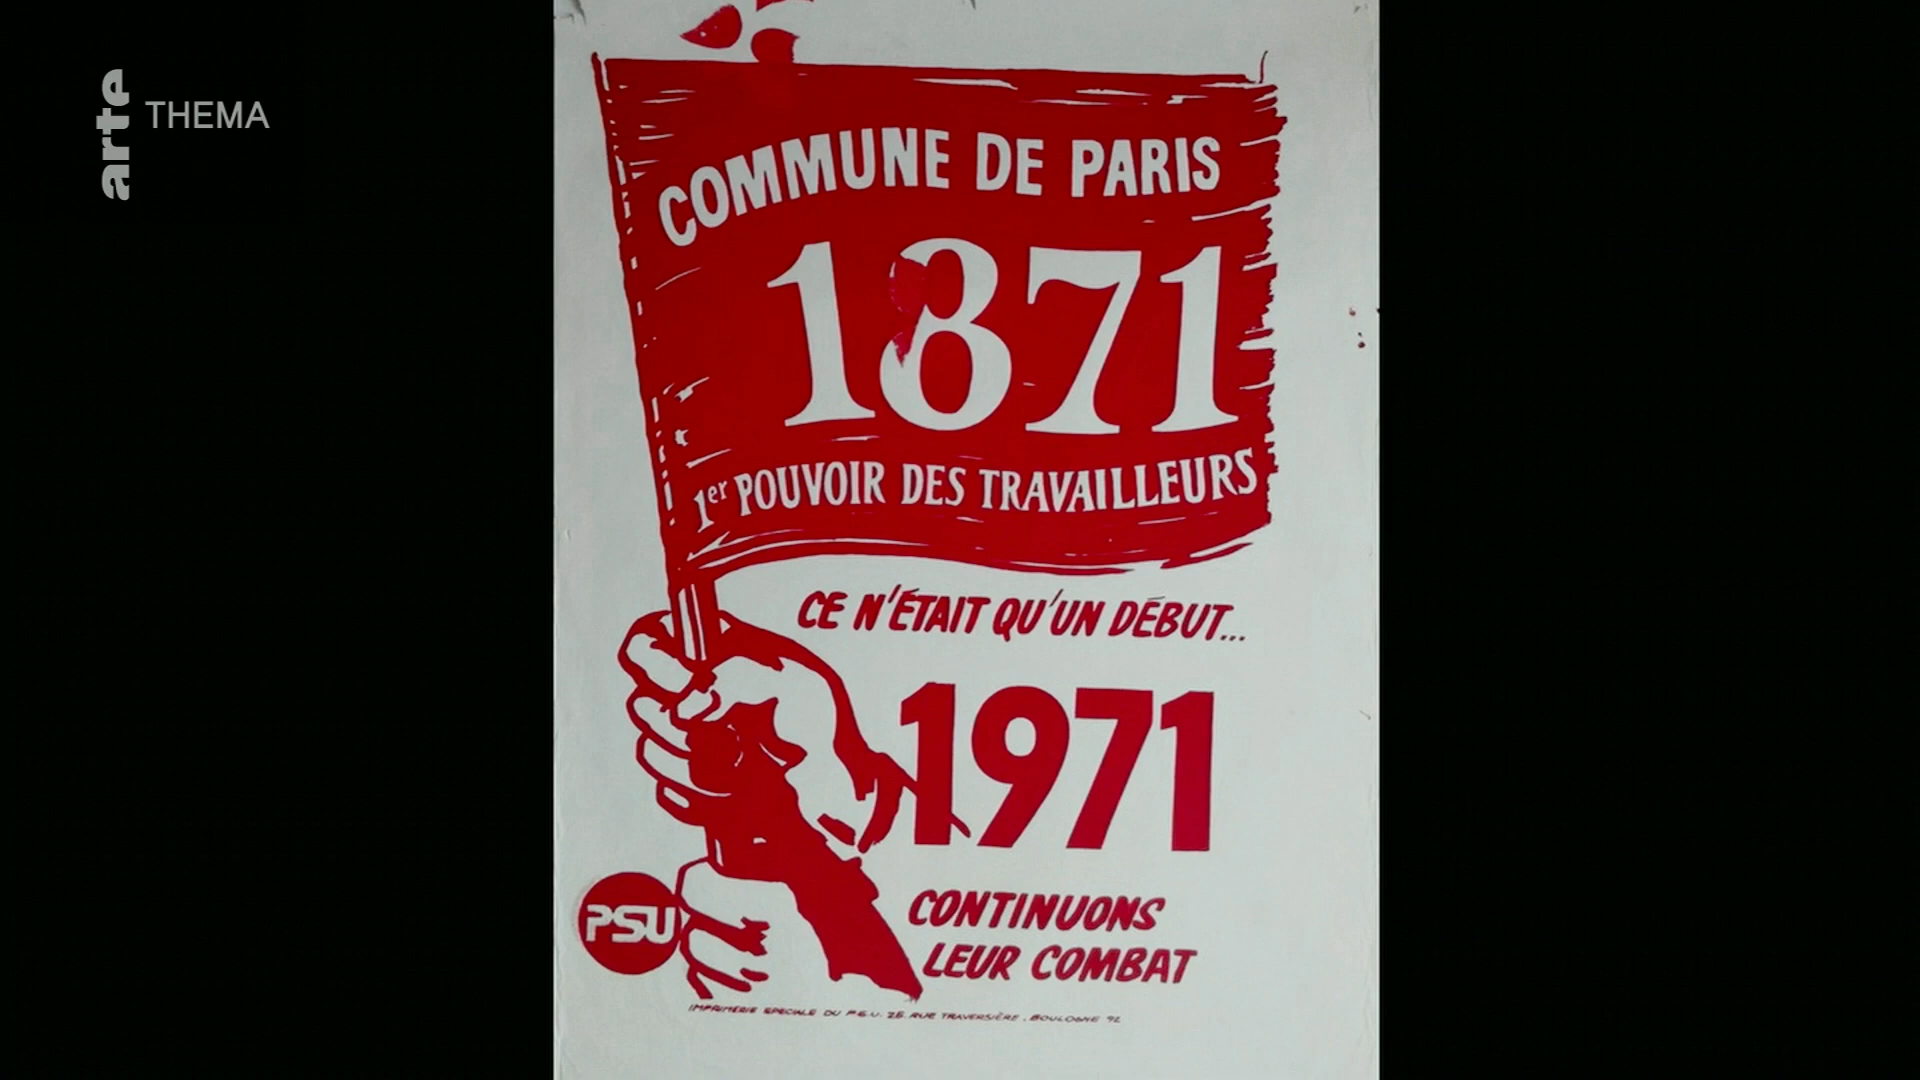 arte THEMA
COMMUNE DE PARIS
1871
1er POUVOIR DES TRAVAILLEURS
CE N'ÉTAIT QU'UN DÉBUT...
1971
CONTINUONS
LEUR COMBAT
PSU
IMPRIMERIE SPECIALE DU P.S.U. 28. RUE TRAVERSIÈRE. BOULOGNE 92